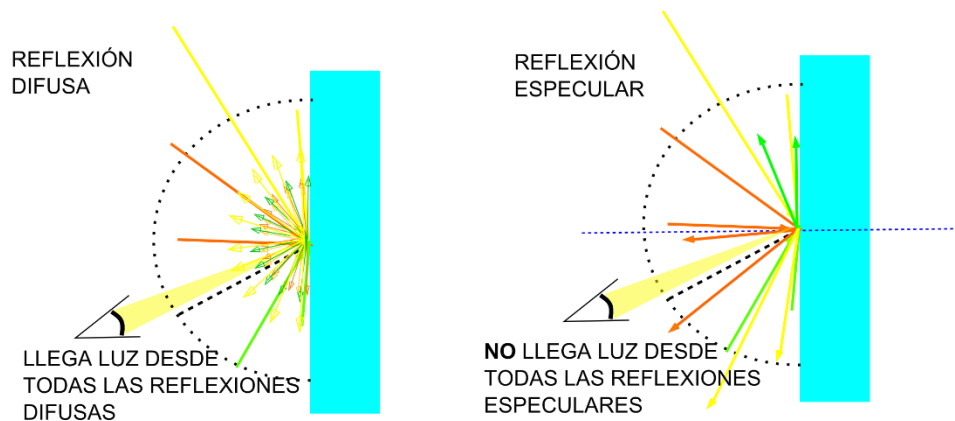 REFLEXIÓN
DIFUSA
LLEGA LUZ DESDE
TODAS LAS REFLEXIONES
DIFUSAS
REFLEXIÓN
ESPECULAR
NO LLEGA LUZ DESDE
TODAS LAS REFLEXIONES
ESPECULARES